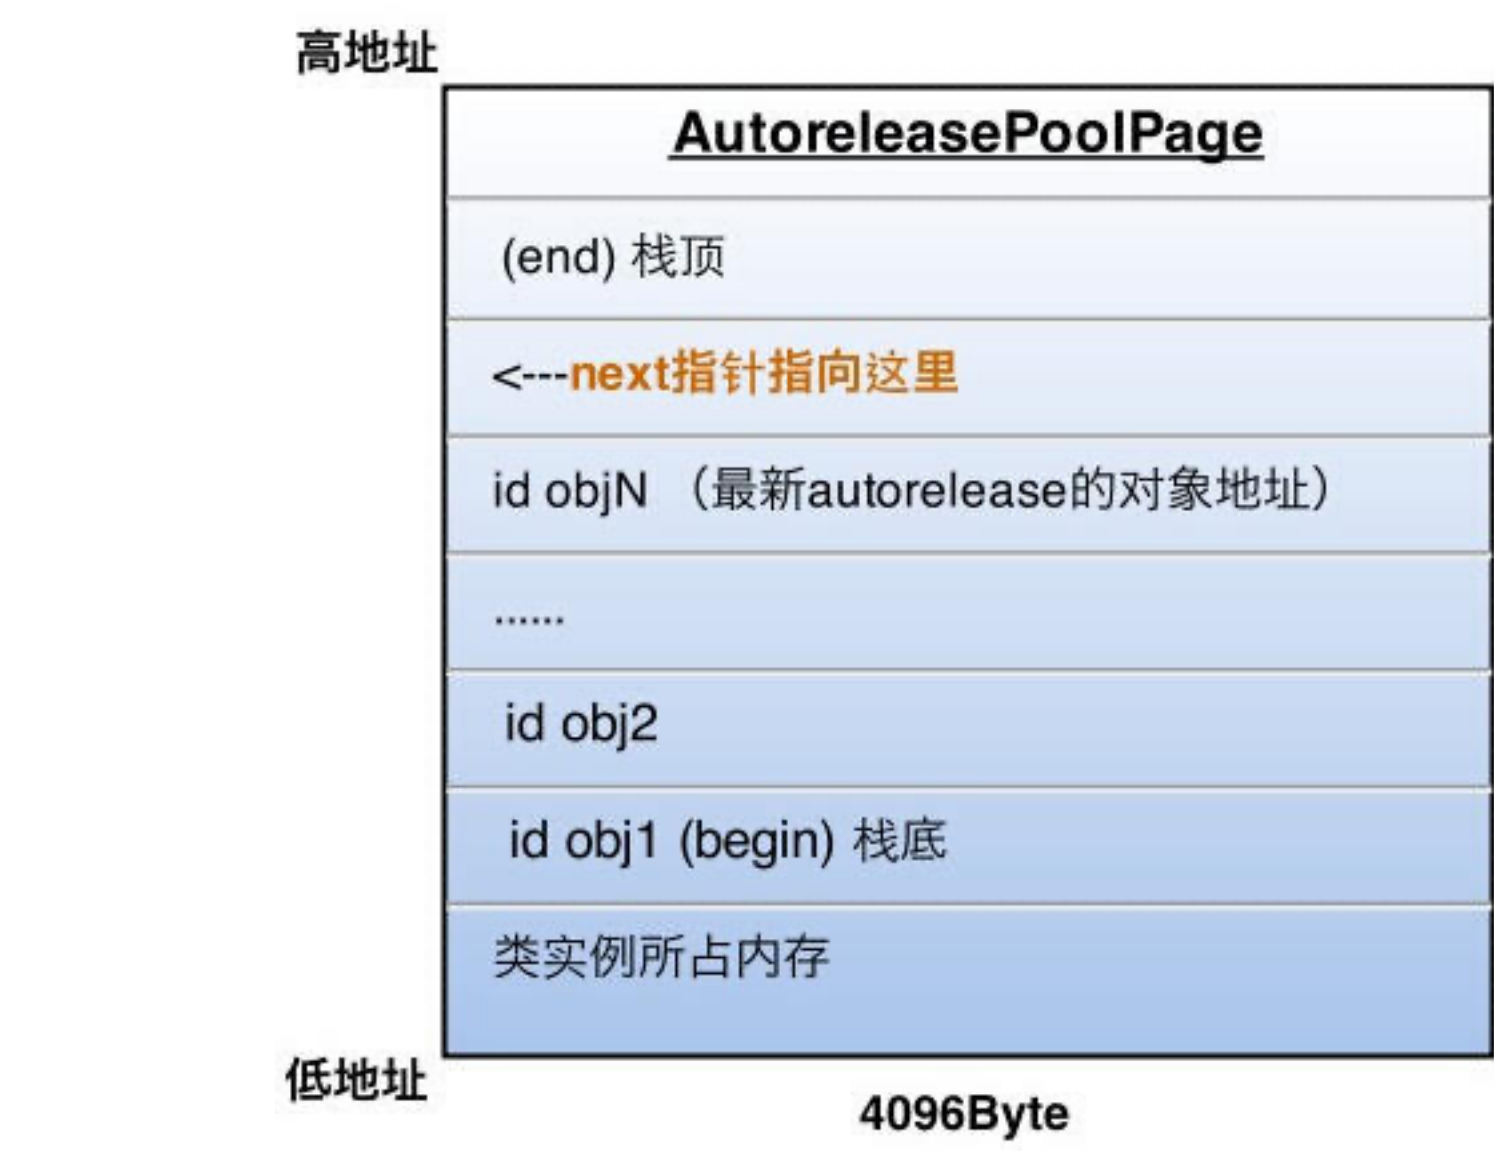 高地址
AutoreleasePoolPage
(end) 栈顶
<---next指针指向这里
id objN （最新autorelease的对象地址）
......
id obj2
id obj1 (begin) 栈底
类实例所占内存
低地址
4096Byte